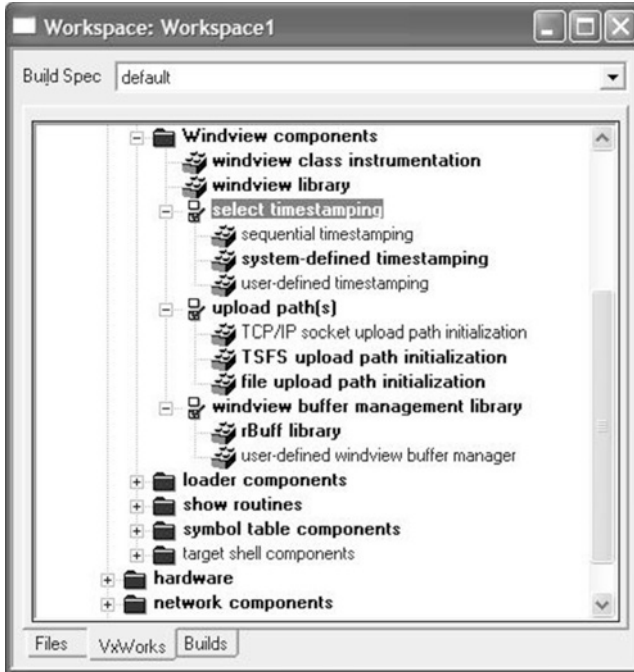 Workspace: Workspace1
Build Spec default
Windview components
windview class instrumentation
windview library
select timestamping
sequential timestamping
system-defined timestamping
user-defined timestamping
upload path(s)
TCP/IP socket upload path initialization
TSFS upload path initialization
file upload path initialization
windview buffer management library
rBuff library
user-defined windview buffer manager
loader components
show routines
symbol table components
target shell components
hardware
network components
Files VxWorks Builds